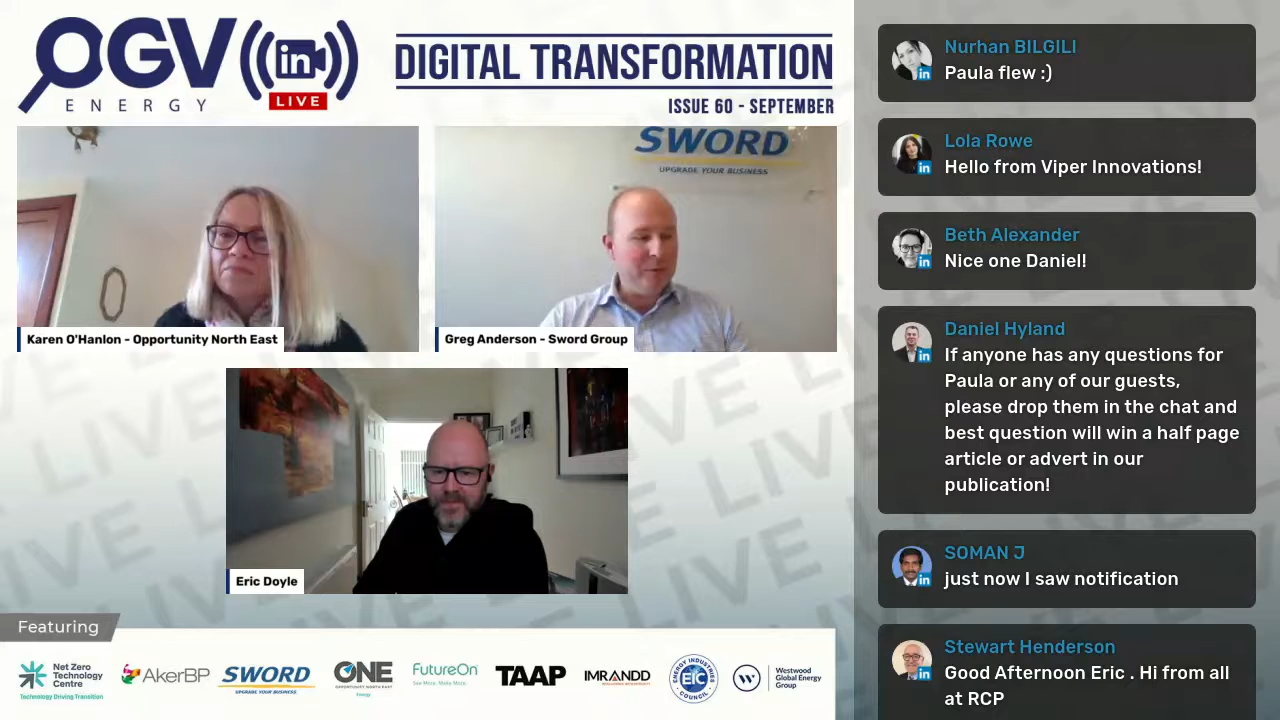 OGV
ENERGY
in
LIVE
DIGITAL TRANSFORMATION
ISSUE 60 - SEPTEMBER
SWORD
UPGRADE YOUR BUSINESS
Karen O'Hanlon - Opportunity North East
Greg Anderson - Sword Group
Eric Doyle
Featuring
Net Zero
Technology
Centre
Technology Driving Transition
AkerBP
SWORD
UPGRADE YOUR BUSINESS
ONE
OPPORTUNITY NORTH EAST
Energy
FutureOn
See More. Make More.
TAAP
IMRANDD
ENERGY INDUSTRIES
EIC
COUNCIL
W
Westwood
Global Energy
Group
Nurhan BILGILI
Paula flew :)
Lola Rowe
Hello from Viper Innovations!
Beth Alexander
Nice one Daniel!
Daniel Hyland
If anyone has any questions for
Paula or any of our guests,
please drop them in the chat and
best question will win a half page
article or advert in our
publication!
SOMAN J
just now I saw notification
Stewart Henderson
Good Afternoon Eric . Hi from all
at RCP